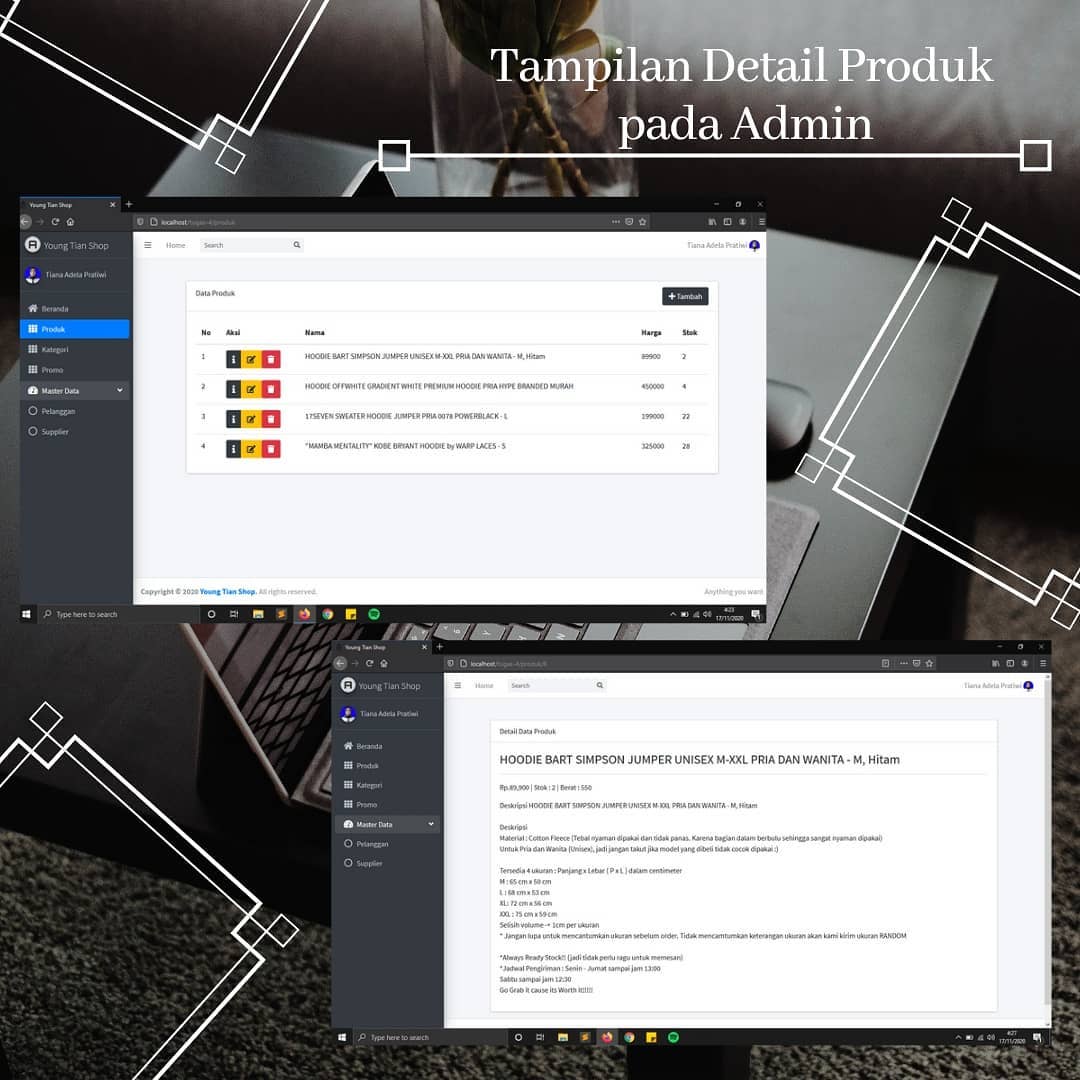 Tampilan Detail Produk
pada Admin
Young Tian Shop
localhost/tugas-4/produk
Young Tian Shop
Home
Search
Tiana Adela Pratiwi
Tiana Adela Pratiwi
Beranda
Produk
Kategori
Promo
Master Data
Pelanggan
Supplier
Data Produk
Tambah
No Aksi Nama Harga Stok
1 HOODIE BART SIMPSON JUMPER UNISEX M-XXL PRIA DAN WANITA - M, Hitam 89900 2
2 HOODIE OFFWHITE GRADIENT WHITE PREMIUM HOODIE PRIA HYPE BRANDED MURAH 450000 4
3 17SEVEN SWEATER HOODIE JUMPER PRIA 0078 POWERBLACK - L 199000 22
4 "MAMBA MENTALITY" KOBE BRYANT HOODIE by WARP LACES - S 325000 28
Copyright © 2020 Young Tian Shop. All rights reserved.
Anything you want
Type here to search
4:23
17/11/2020
Young Tian Shop
localhost/tugas-4/produk/8
Young Tian Shop
Home
Search
Tiana Adela Pratiwi
Tiana Adela Pratiwi
Beranda
Produk
Kategori
Promo
Master Data
Pelanggan
Supplier
Detail Data Produk
HOODIE BART SIMPSON JUMPER UNISEX M-XXL PRIA DAN WANITA - M, Hitam
Rp.89,900 | Stok : 2 | Berat : 550
Deskripsi HOODIE BART SIMPSON JUMPER UNISEX M-XXL PRIA DAN WANITA - M, Hitam
Deskripsi
Material : Cotton Fleece (Tebal nyaman dipakai dan tidak panas. Karena bagian dalam berbulu sehingga sangat nyaman dipakai)
Untuk Pria dan Wanita (Unisex), jadi jangan takut jika model yang dibeli tidak cocok dipakai :)
Tersedia 4 ukuran : Panjang x Lebar ( P x L ) dalam centimeter
M : 65 cm x 50 cm
L : 68 cm x 53 cm
XL: 72 cm x 56 cm
XXL : 75 cm x 59 cm
Selisih volume -+ 1cm per ukuran
* Jangan lupa untuk mencantumkan ukuran sebelum order. Tidak mencamtumkan keterangan ukuran akan kami kirim ukuran RANDOM
*Always Ready Stock!! (jadi tidak perlu ragu untuk memesan)
*Jadwal Pengiriman : Senin - Jumat sampai jam 13:00
Sabtu sampai jam 12:30
Go Grab it cause its Worth It!!!!!
Type here to search
4:27
17/11/2020